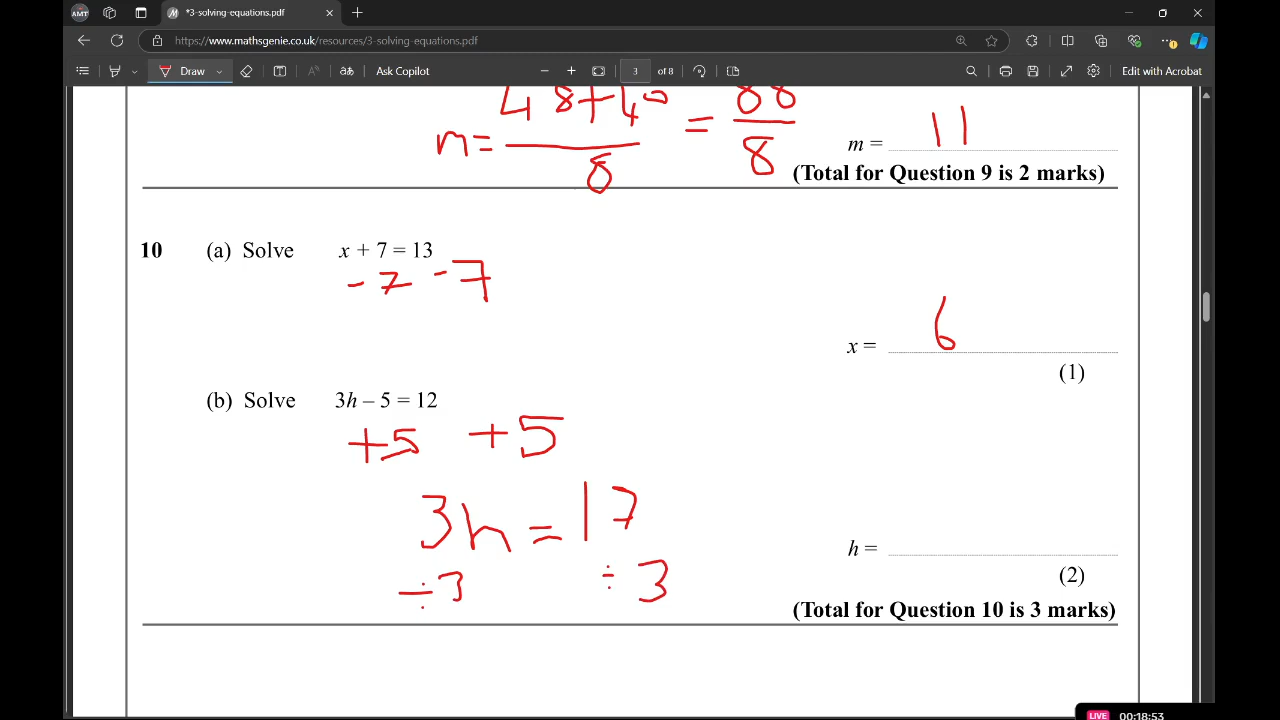 AMT
*3-solving-equations.pdf
https://www.mathsgenie.co.uk/resources/3-solving-equations.pdf
Draw
Ask Copilot
3 of 8
Edit with Acrobat
m = 48+40 / 8 = 88 / 8
m = 11
(Total for Question 9 is 2 marks)
10 (a) Solve x + 7 = 13
-7 -7
x = 6
(1)
(b) Solve 3h – 5 = 12
+5 +5
3h = 17
÷3 ÷3
h =
(2)
(Total for Question 10 is 3 marks)
LIVE 00:18:53